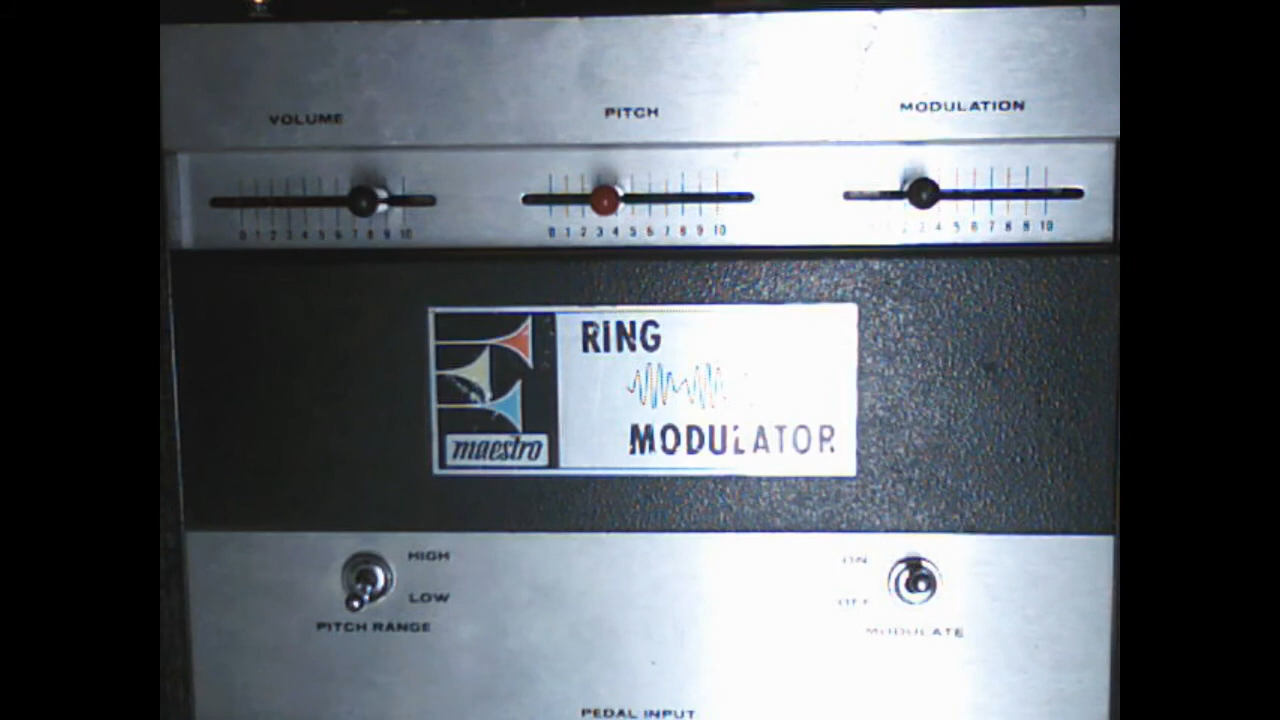 VOLUME PITCH MODULATION
0 1 2 3 4 5 6 7 8 9 10
0 1 2 3 4 5 6 7 8 9 10
2 3 4 5 6 7 8 9 10
RING
MODULATOR
maestro
HIGH
LOW
PITCH RANGE
ON
OFF
MODULATE
PEDAL INPUT